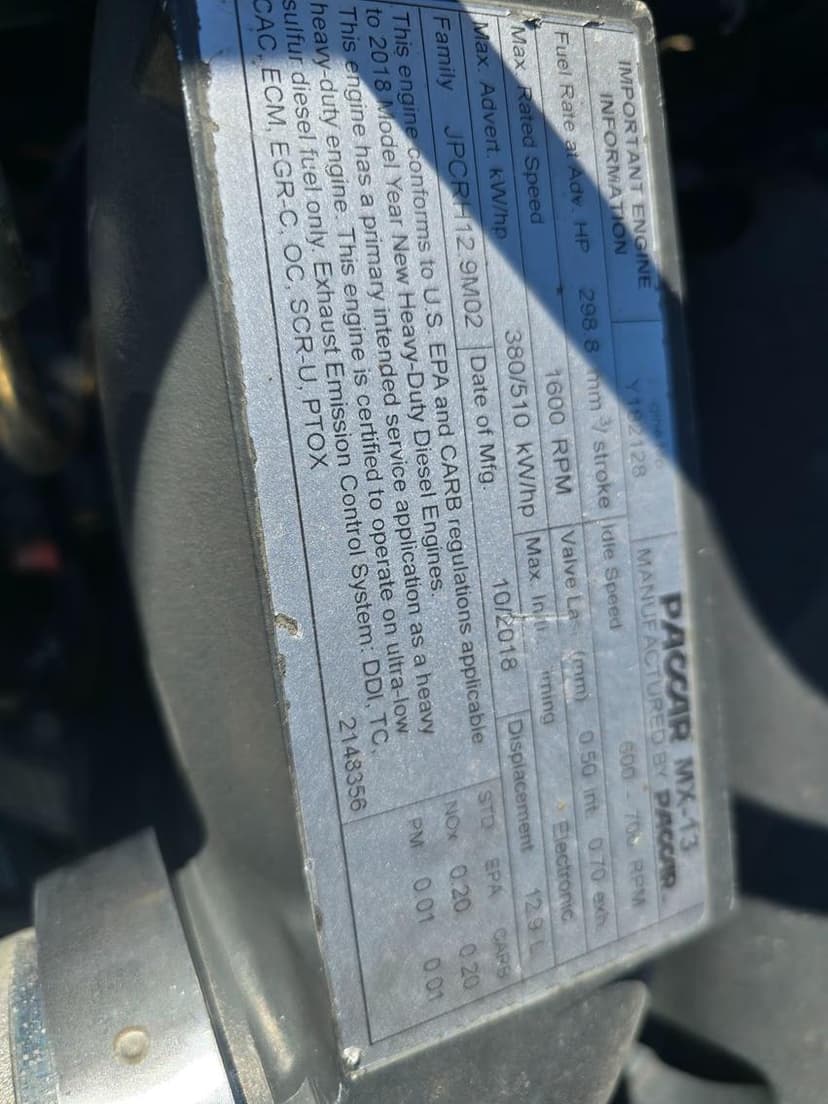 PACCAR MX-13
IMPORTANT ENGINE
INFORMATION
MANUFACTURED BY PACCAR
Fuel Rate at Adv. HP 298.8 mm³/stroke Idle Speed 600 - 700 RPM
Max Rated Speed 1600 RPM Valve (mm) 0.50 int. 0.70 exh.
Max. Advert. kW/hp 380/510 kW/hp Max. Electronic
Family JPCRH12.9M02 Date of Mfg. 10/2018 Displacement 12.9 L
This engine conforms to U.S. EPA and CARB regulations applicable
to 2018 Model Year New Heavy-Duty Diesel Engines.
This engine has a primary intended service application as a heavy
heavy-duty engine. This engine is certified to operate on ultra-low
sulfur diesel fuel only. Exhaust Emission Control System: DDI, TC,
CAC, ECM, EGR-C, OC, SCR-U, PTOX
2148356
STD EPA CARB
NOx 0.20 0.20
PM 0.01 0.01